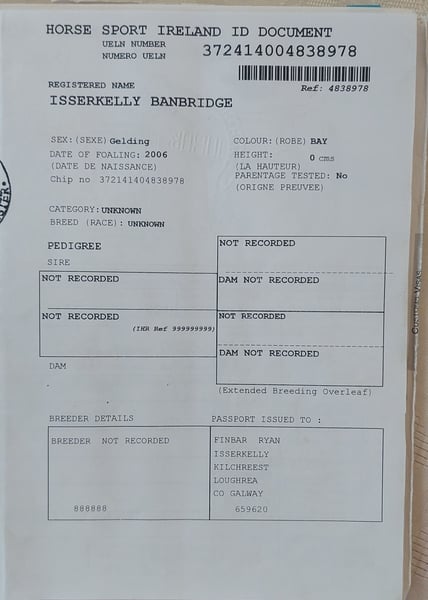 HORSE SPORT IRELAND ID DOCUMENT
UELN NUMBER
NUMERO UELN
372414004838978
Ref: 4838978
REGISTERED NAME
ISSERKELLY BANBRIDGE
SEX:(SEXE) Gelding
COLOUR:(ROBE) BAY
DATE OF FOALING: 2006
(DATE DE NAISSANCE)
HEIGHT: 0 cms
(LA HAUTEUR)
Chip no 372141404838978
PARENTAGE TESTED: No
(ORIGNE PREUVEE)
CATEGORY: UNKNOWN
BREED (RACE): UNKNOWN
PEDIGREE
SIRE
NOT RECORDED
NOT RECORDED
DAM NOT RECORDED
NOT RECORDED
(IHR Ref 999999999)
NOT RECORDED
DAM NOT RECORDED
DAM
(Extended Breeding Overleaf)
BREEDER DETAILS
PASSPORT ISSUED TO :
BREEDER NOT RECORDED
888888
FINBAR RYAN
ISSERKELLY
KILCHREEST
LOUGHREA
CO GALWAY
659620